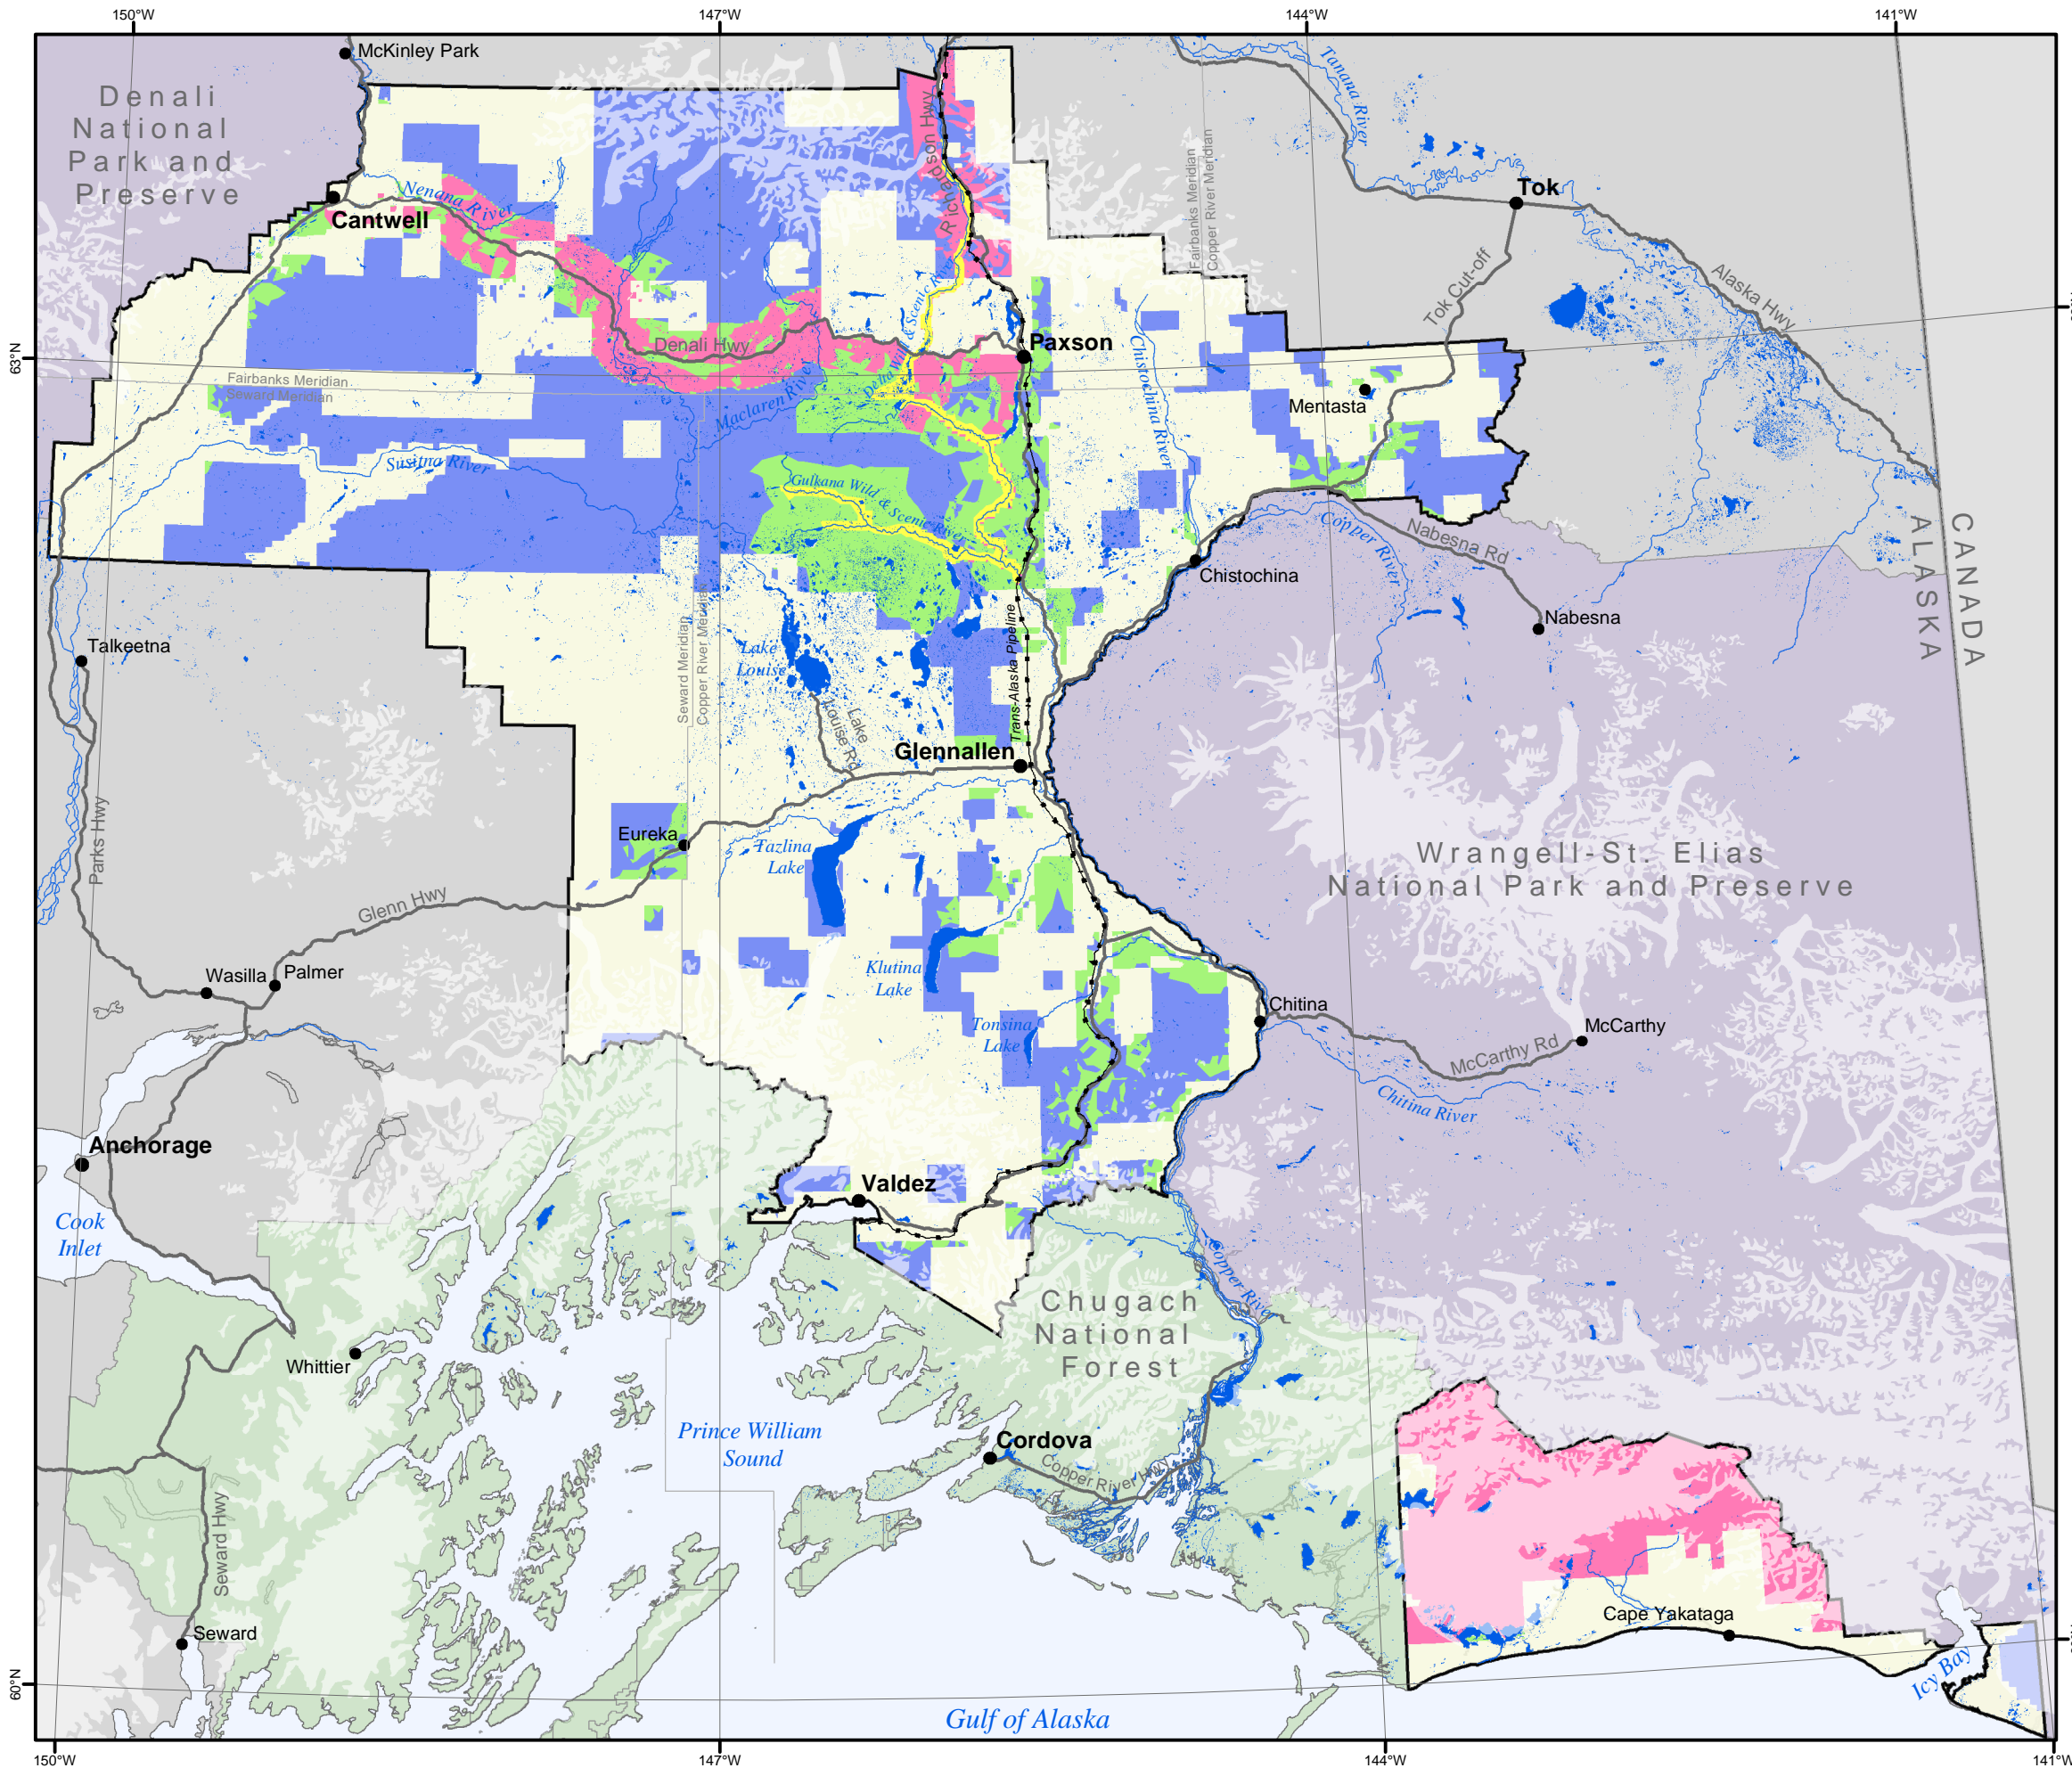 150°W
147°W
144°W
141°W
McKinley Park
Denali
National
Park and
Preserve
Tanana River
Richardson Hwy
Fairbanks Meridian
Copper River Meridian
Nenana River
Cantwell
Tok
Tok Cut-off
Alaska Hwy
63°N
Denali Hwy
Delta Wild & Scenic River
Paxson
Chistochina River
Fairbanks Meridian
Seward Meridian
Maclaren River
Mentasta
Susitna River
Gulkana Wild & Scenic River
Copper River
Nabesna Rd
CANADA
ALASKA
Chistochina
Nabesna
Talkeetna
Lake
Louise
Seward Meridian
Copper River Meridian
Trans-Alaska Pipeline
Lake
Louise Rd
Glennallen
Parks Hwy
Eureka
Tazlina
Lake
Wrangell-St. Elias
National Park and Preserve
Glenn Hwy
Wasilla
Palmer
Klutina
Lake
Tonsina
Lake
Chitina
McCarthy
McCarthy Rd
Chitina River
Anchorage
Valdez
Cook
Inlet
Copper River
Chugach
National
Forest
Whittier
Prince William
Sound
Cordova
Copper River Hwy
Seward Hwy
Seward
Cape Yakataga
Icy Bay
60°N
Gulf of Alaska
150°W
147°W
144°W
141°W